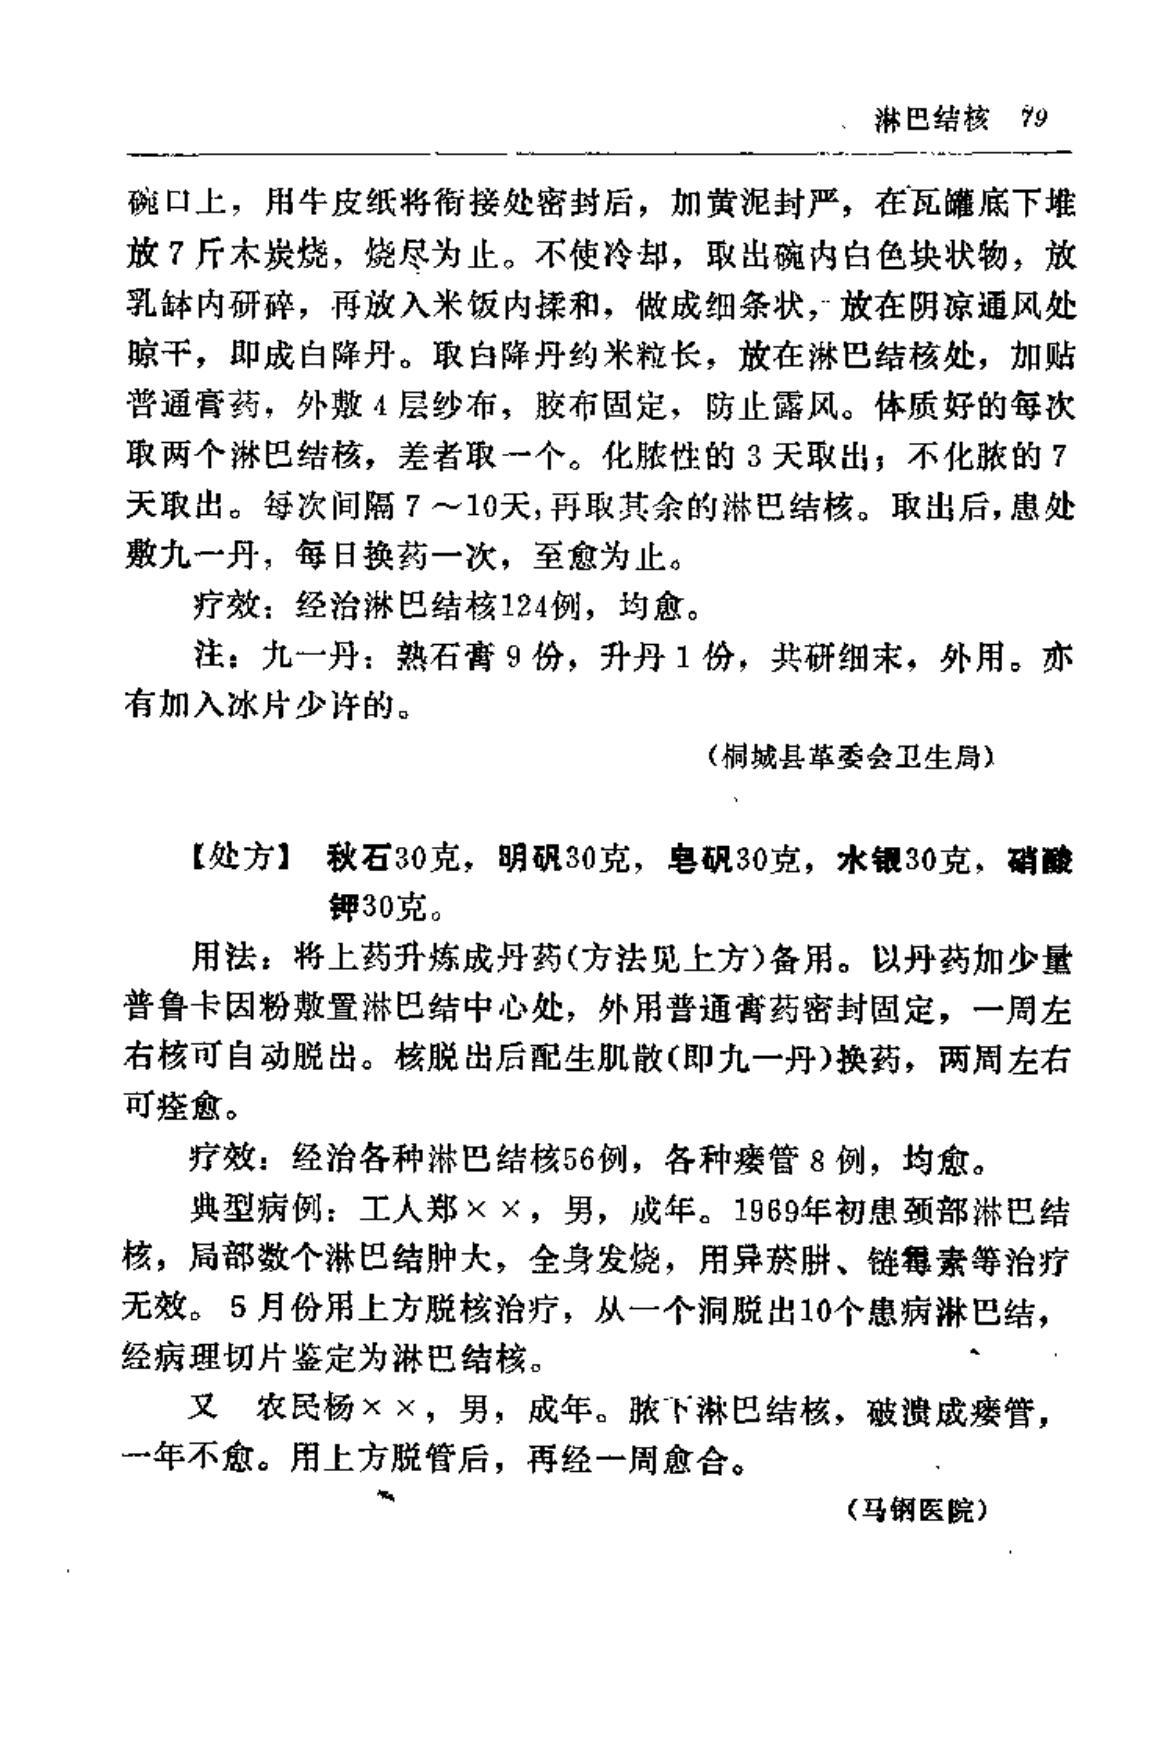 淋巴结核 79
碗口上，用牛皮纸将衔接处密封后，加黄泥封严，在瓦罐底下堆
放7斤木炭烧，烧尽为止。不使冷却，取出碗内白色块状物，放
乳钵内研碎，再放入米饭内揉和，做成细条状，放在阴凉通风处
晾干，即成白降丹。取白降丹约米粒长，放在淋巴结核处，加贴
普通膏药，外敷4层纱布，胶布固定，防止露风。体质好的每次
取两个淋巴结核，差者取一个。化脓性的3天取出；不化脓的7
天取出。每次间隔7～10天，再取其余的淋巴结核。取出后，患处
敷九一丹，每日换药一次，至愈为止。
疗效：经治淋巴结核124例，均愈。
注：九一丹：熟石膏9份，升丹1份，共研细末，外用。亦
有加入冰片少许的。
（桐城县革委会卫生局）
【处方】 秋石30克，明矾30克，皂矾30克，水银30克，硝酸
钾30克。
用法：将上药升炼成丹药（方法见上方）备用。以丹药加少量
普鲁卡因粉敷置淋巴结中心处，外用普通膏药密封固定，一周左
右核可自动脱出。核脱出后配生肌散（即九一丹）换药，两周左右
可痊愈。
疗效：经治各种淋巴结核56例，各种瘘管8例，均愈。
典型病例：工人郑××，男，成年。1969年初患颈部淋巴结
核，局部数个淋巴结肿大，全身发烧，用异菸肼、链霉素等治疗
无效。5月份用上方脱核治疗，从一个洞脱出10个患病淋巴结，
经病理切片鉴定为淋巴结核。
又 农民杨××，男，成年。腋下淋巴结核，破溃成瘘管，
一年不愈。用上方脱管后，再经一周愈合。
（马钢医院）